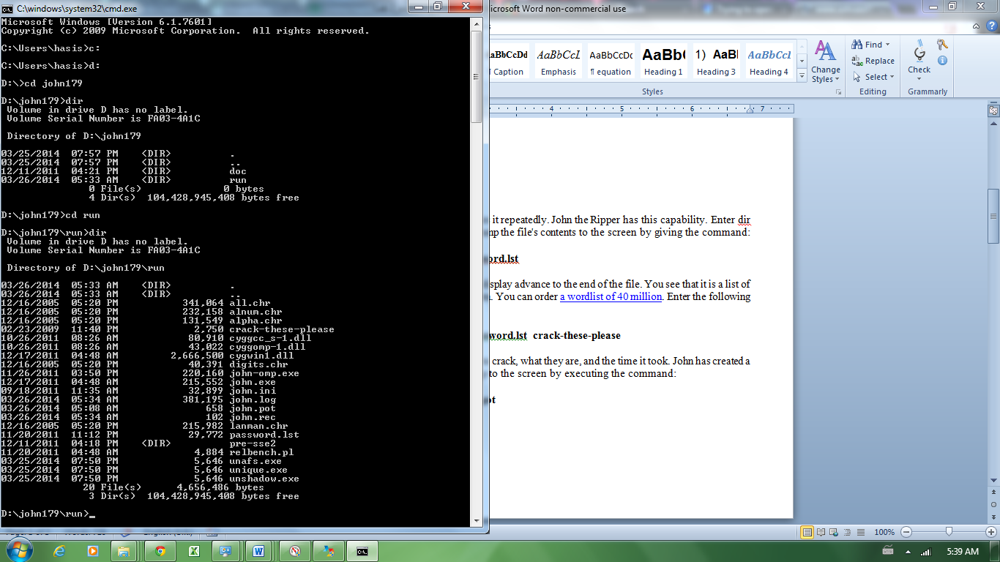 C:\windows\system32\cmd.exe
Microsoft Windows [Version 6.1.7601]
Copyright (c) 2009 Microsoft Corporation.  All rights reserved.
C:\Users\hasis>c:
C:\Users\hasis>d:
D:\>cd john179
D:\john179>dir
 Volume in drive D has no label.
 Volume Serial Number is FA03-4A1C
 Directory of D:\john179
03/25/2014  07:57 PM    <DIR>          .
03/25/2014  07:57 PM    <DIR>          ..
12/11/2011  04:21 PM    <DIR>          doc
03/26/2014  05:33 AM    <DIR>          run
               0 File(s)              0 bytes
               4 Dir(s)  104,428,945,408 bytes free
D:\john179>cd run
D:\john179\run>dir
 Volume in drive D has no label.
 Volume Serial Number is FA03-4A1C
 Directory of D:\john179\run
03/26/2014  05:33 AM    <DIR>          .
03/26/2014  05:33 AM    <DIR>          ..
12/16/2005  05:20 PM           341,064 all.chr
12/16/2005  05:20 PM           232,158 alnum.chr
12/16/2005  05:20 PM           131,549 alpha.chr
02/23/2009  11:40 PM             2,750 crack-these-please
10/26/2011  08:26 AM            80,910 cyggcc_s-1.dll
10/26/2011  08:26 AM            43,022 cyggomp-1.dll
12/17/2011  04:48 AM         2,666,500 cygwin1.dll
12/16/2005  05:20 PM            40,391 digits.chr
11/26/2011  03:50 PM           220,160 john-omp.exe
12/17/2011  04:48 AM           215,552 john.exe
09/18/2011  11:35 AM            32,899 john.ini
03/26/2014  05:34 AM           381,195 john.log
03/26/2014  05:08 AM               658 john.pot
03/26/2014  05:34 AM               102 john.rec
12/16/2005  05:20 PM           215,982 lanman.chr
11/20/2011  11:12 PM            29,772 password.lst
12/11/2011  04:18 PM    <DIR>          pre-sse2
11/20/2011  04:48 AM             4,884 relbench.pl
03/25/2014  07:50 PM             5,646 unafs.exe
03/25/2014  07:50 PM             5,646 unique.exe
03/25/2014  07:50 PM             5,646 unshadow.exe
              20 File(s)      4,656,486 bytes
               3 Dir(s)  104,428,945,408 bytes free
D:\john179\run>_
icrosoft Word non-commercial use
aBbCcDd AaBbCcL AaBbCcDc AaBbC 1) AaBl AaBbCcI
¶ Caption Emphasis ¶ equation Heading 1 Heading 3 Heading 4
Change Styles
Styles
Find
Replace
Select
Editing
Check
Grammarly
4 5 6 7
it repeatedly. John the Ripper has this capability. Enter dir
mp the file's contents to the screen by giving the command:
ord.lst
splay advance to the end of the file. You see that it is a list of
. You can order a wordlist of 40 million. Enter the following
word.lst  crack-these-please
crack, what they are, and the time it took. John has created a
to the screen by executing the command:
ot
100%
5:39 AM